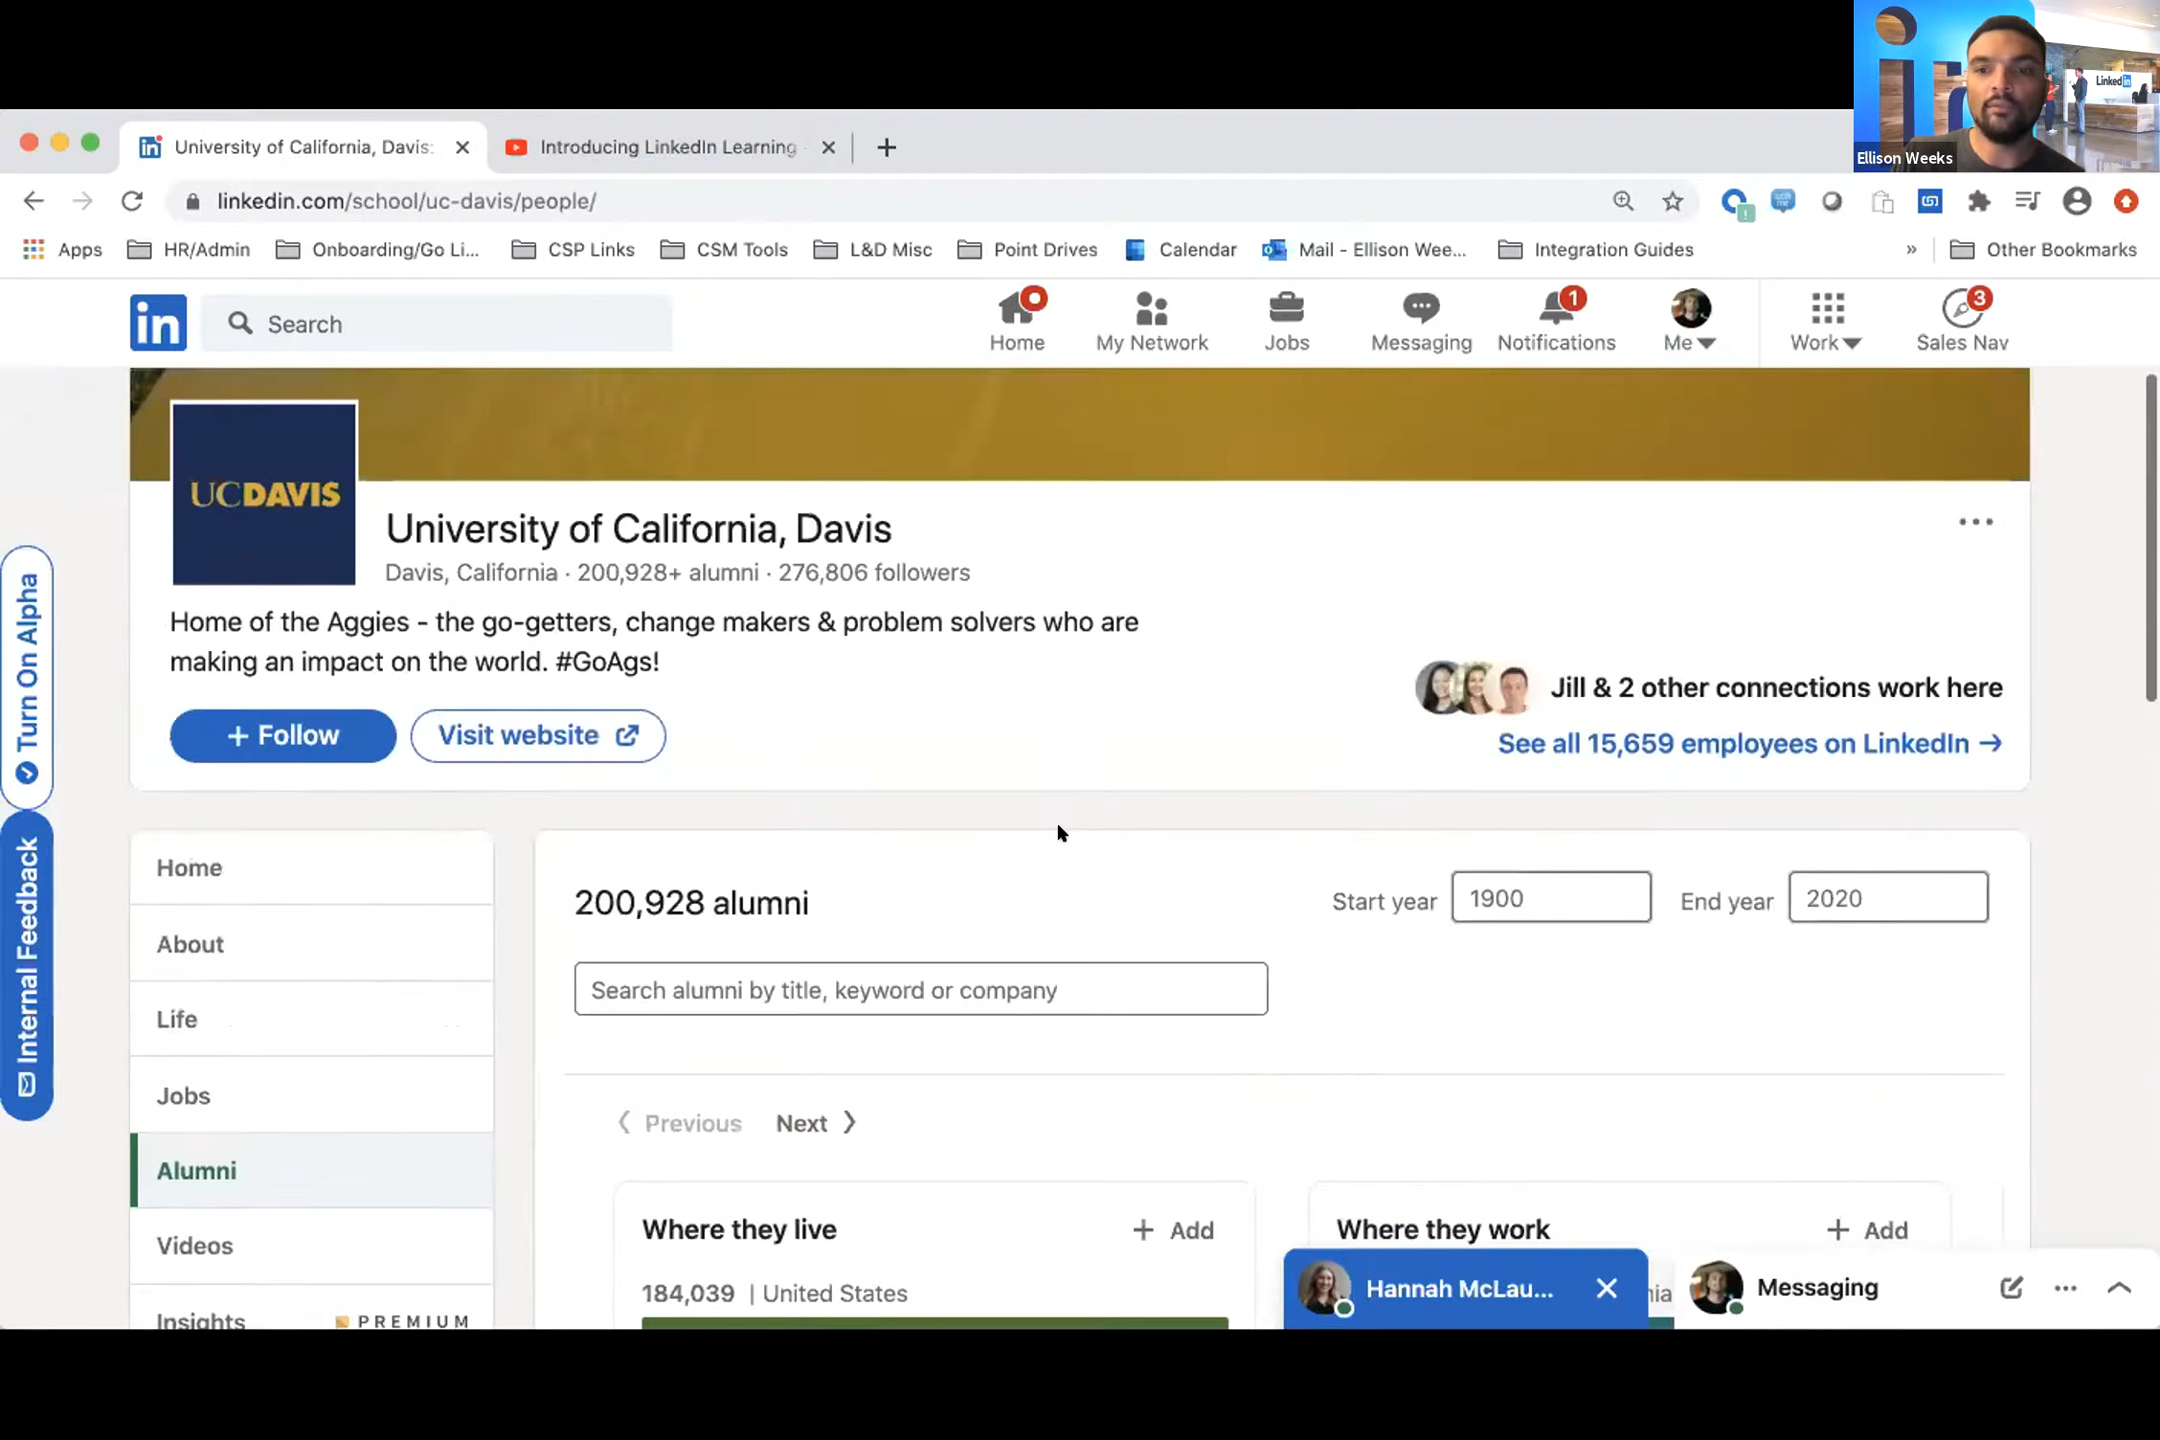 Linked in
Ellison Weeks
University of California, Davis:
Introducing LinkedIn Learning
linkedin.com/school/uc-davis/people/
Apps
HR/Admin
Onboarding/Go Li...
CSP Links
CSM Tools
L&D Misc
Point Drives
Calendar
Mail - Ellison Wee...
Integration Guides
»
Other Bookmarks
in
Search
Home
My Network
Jobs
Messaging
1
Notifications
Me
Work
3
Sales Nav
UCDAVIS
University of California, Davis
Davis, California · 200,928+ alumni · 276,806 followers
Home of the Aggies - the go-getters, change makers & problem solvers who are
making an impact on the world. #GoAgs!
+ Follow
Visit website
Jill & 2 other connections work here
See all 15,659 employees on LinkedIn →
Turn On Alpha
Internal Feedback
Home
About
Life
Jobs
Alumni
Videos
Insights
PREMIUM
200,928 alumni
Start year
1900
End year
2020
Search alumni by title, keyword or company
Previous
Next
Where they live
+ Add
184,039 | United States
Where they work
+ Add
Hannah McLau...
Messaging